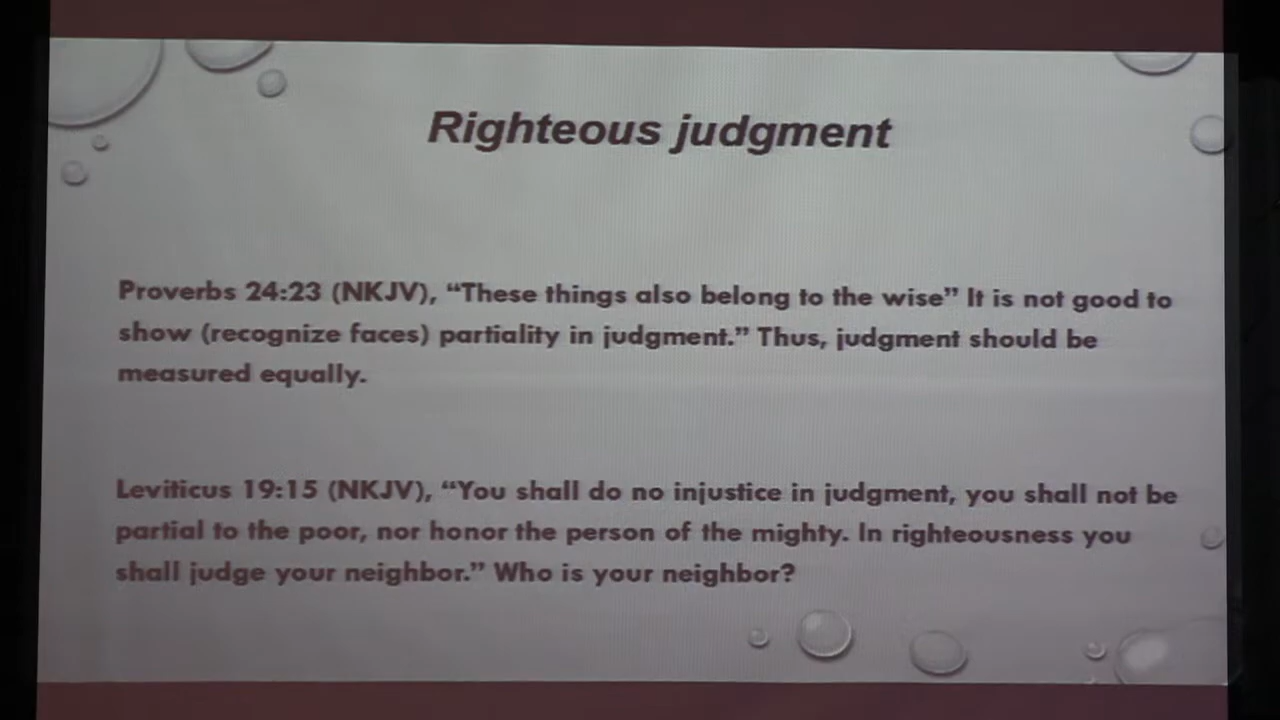 Righteous judgment
Proverbs 24:23 (NKJV), “These things also belong to the wise” It is not good to
show (recognize faces) partiality in judgment.” Thus, judgment should be
measured equally.
Leviticus 19:15 (NKJV), “You shall do no injustice in judgment, you shall not be
partial to the poor, nor honor the person of the mighty. In righteousness you
shall judge your neighbor.” Who is your neighbor?